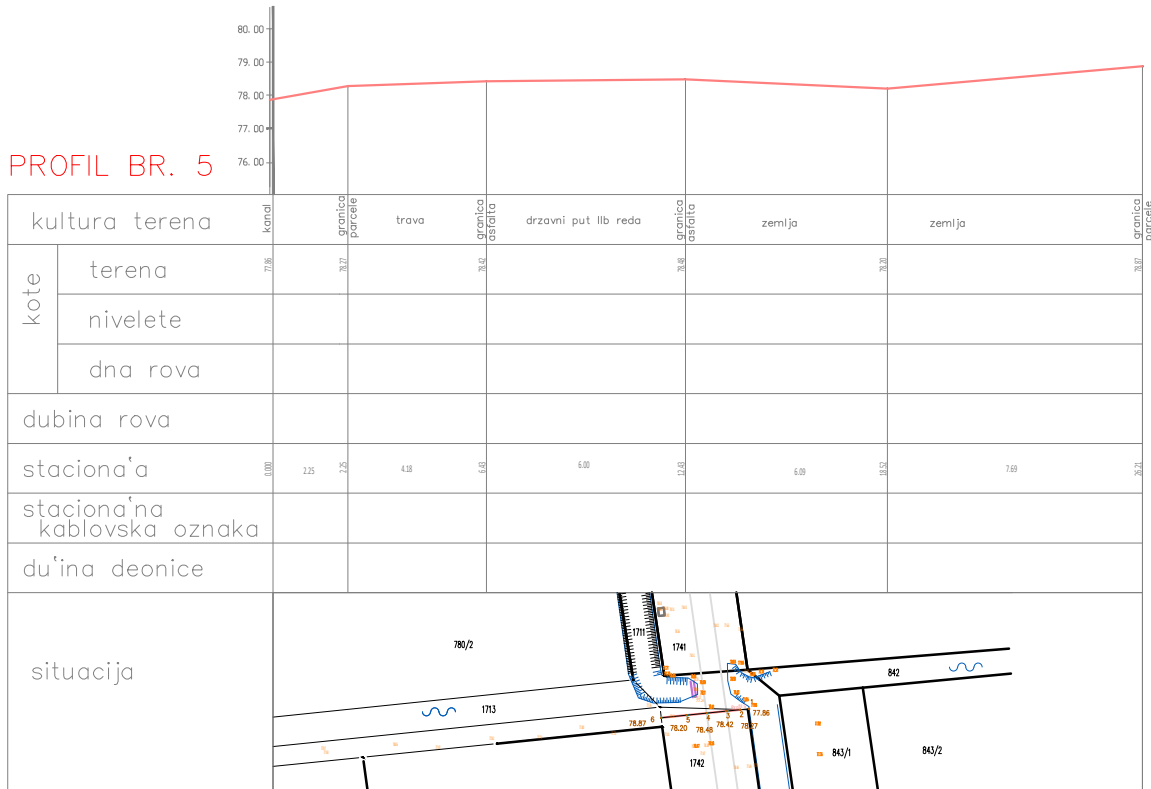 80.00
79.00
78.00
77.00
76.00
PROFIL BR. 5
kultura terena
kanal
granica
parcele
trava
granica
asfalta
drzavni put IIb reda
granica
asfalta
zemlja
zemlja
granica
parcele
kote
terena
77.86
78.27
78.42
78.48
78.20
78.87
nivelete
dna rova
dubina rova
staciona'a
0.000
2.25
2.25
4.18
6.43
6.00
12.43
6.09
18.52
7.69
26.21
staciona'na
kablovska oznaka
du'ina deonice
situacija
780/2
1711
1741
842
1713
1
77.86
6
5
4
3
2
78.87
78.20
78.48
78.42
78.27
1742
843/1
843/2